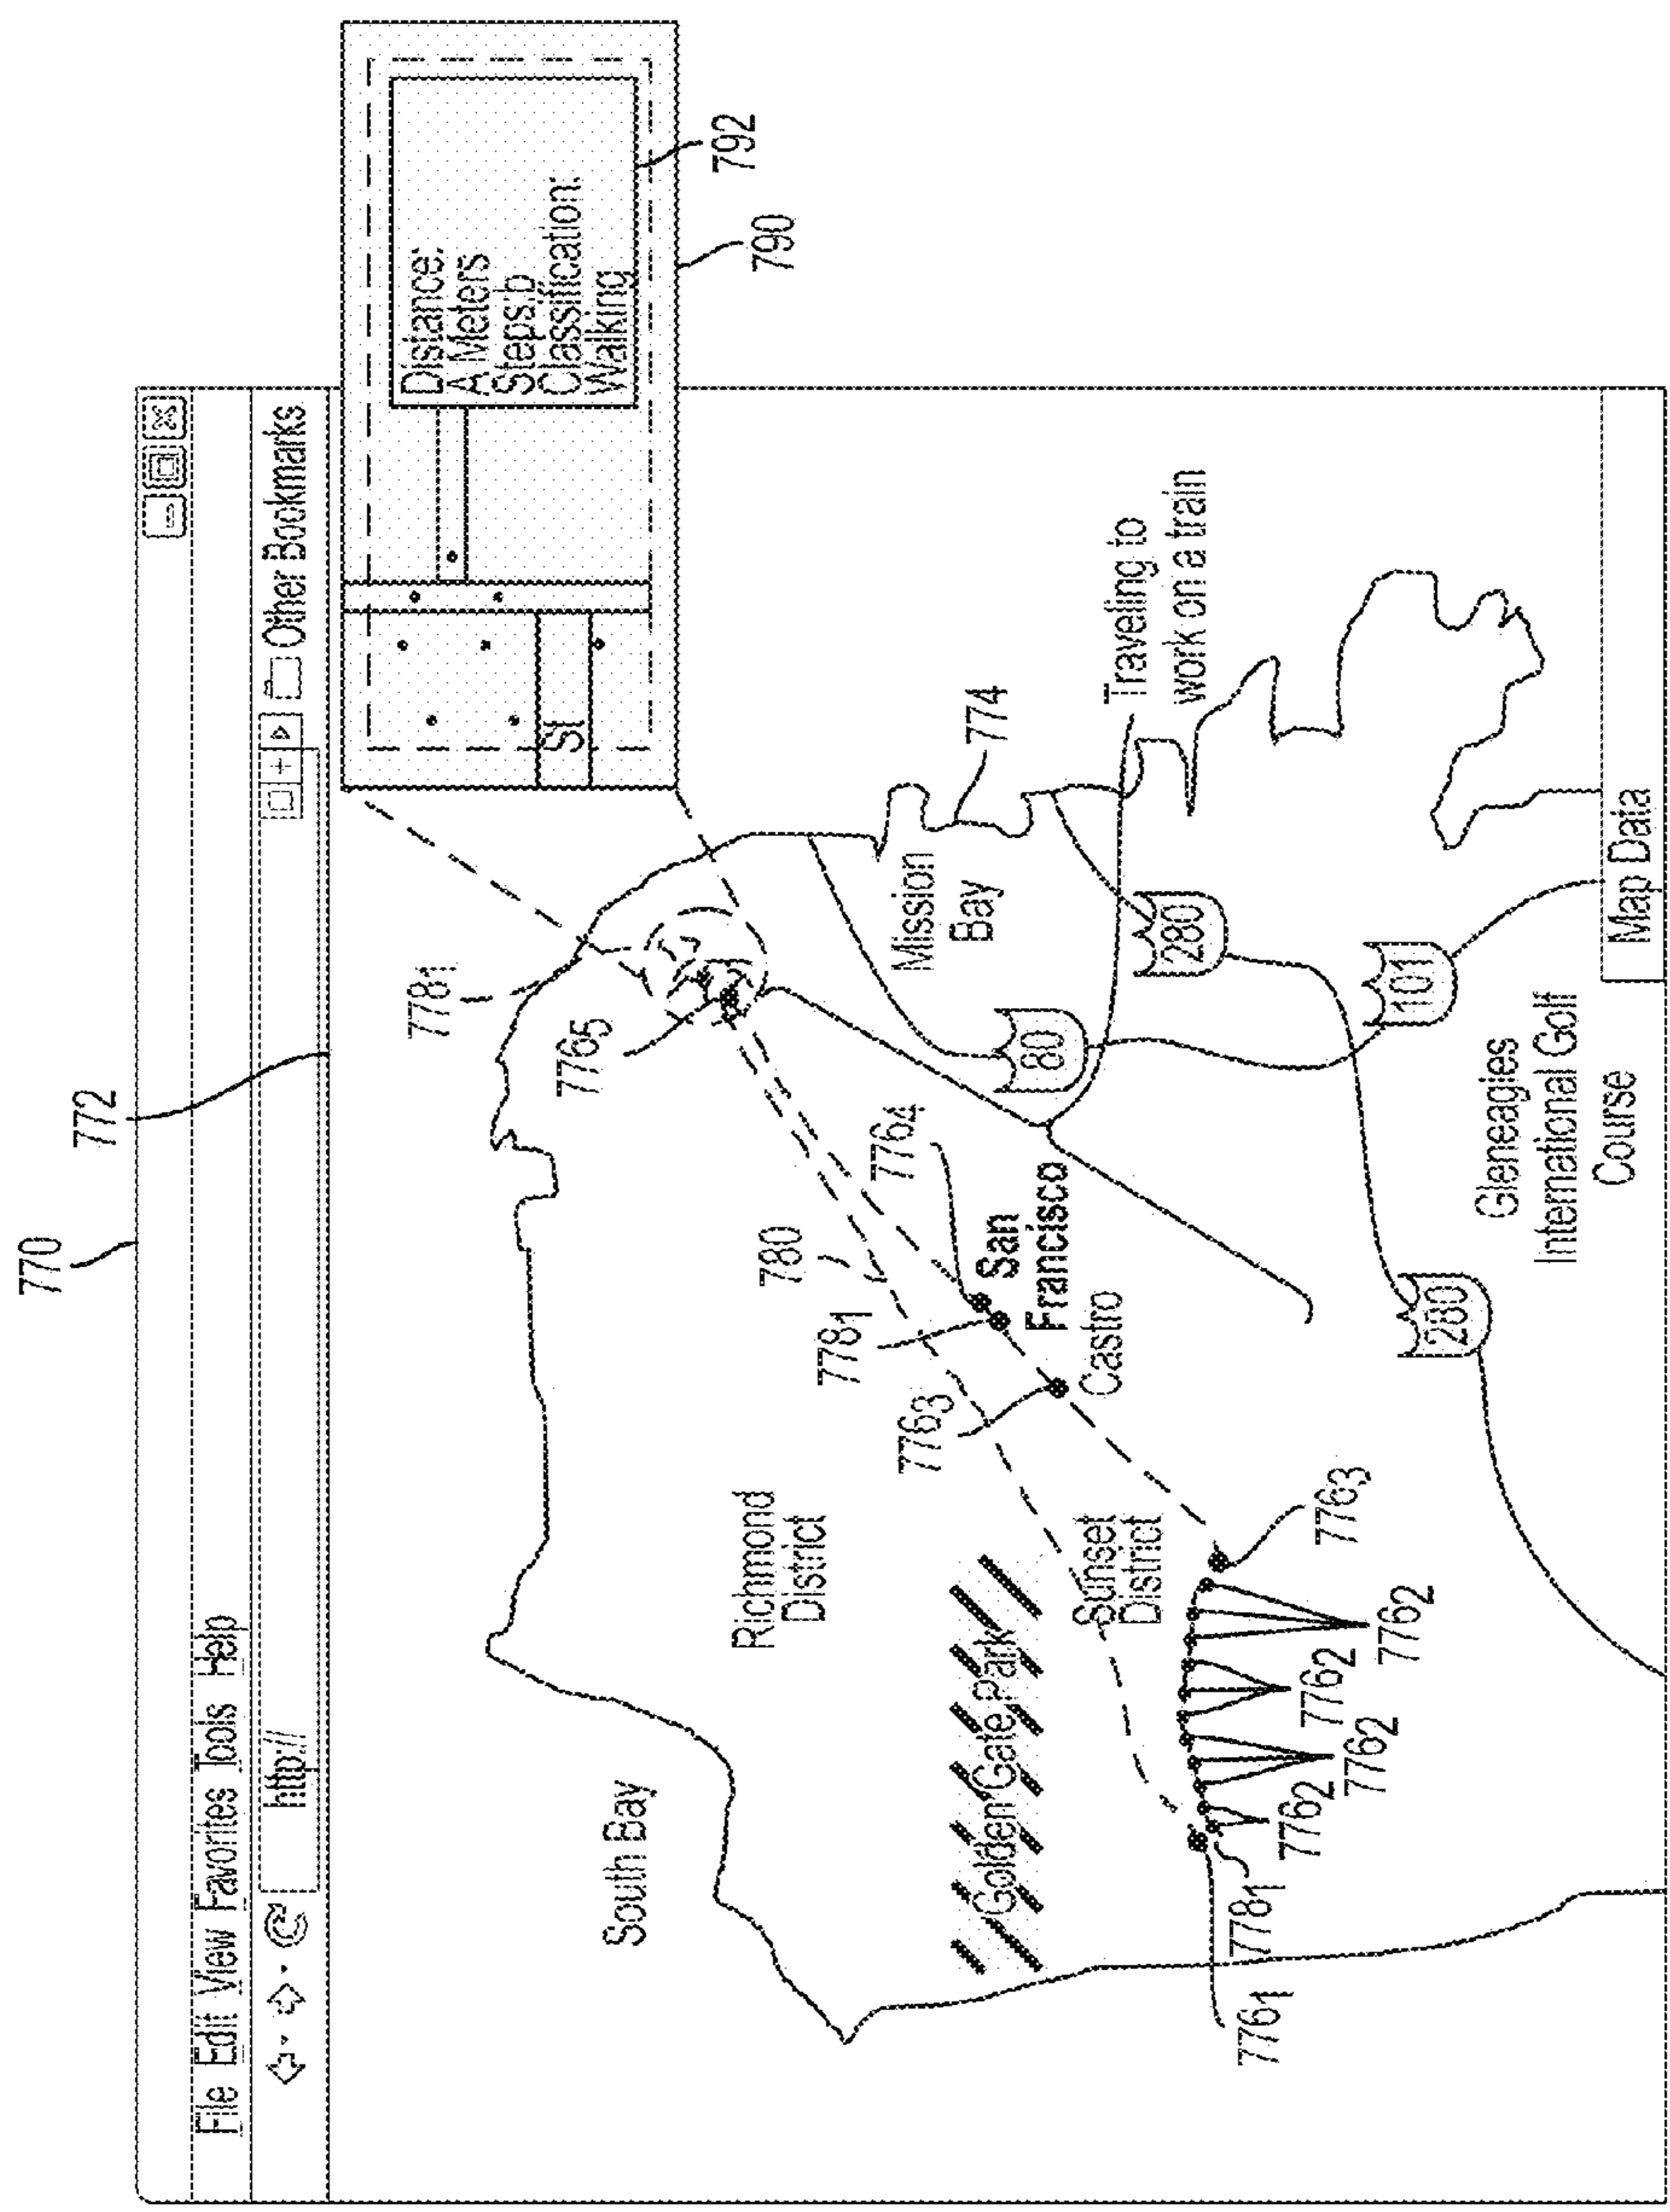 770
772
File Edit View Favorites Tools Help
http://
Other Bookmarks
South Bay
Richmond
District
Golden Gate Park
Sunset
District
San
Francisco
Castro
Mission
Bay
Traveling to
work on a train
Gleneagles
International Golf
Course
Map Data
80
280
101
280
St
Distance:
A Meters
Steps:b
Classification:
Walking
792
790
774
778₁
776₅
776₄
780
778₁
776₃
776₃
776₂
776₂
776₂
776₂
778₁
776₁